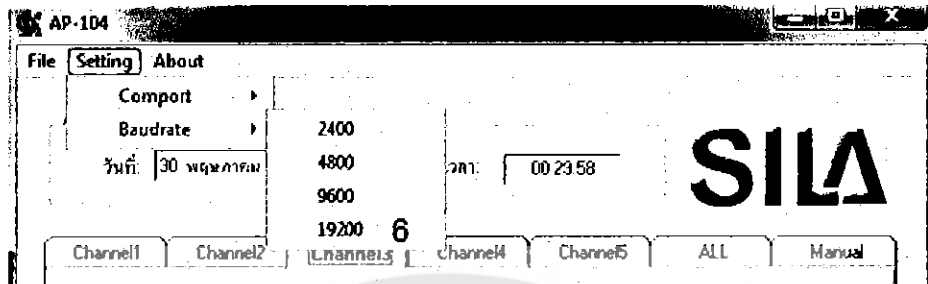 AP-104
File Setting About
Comport
Baudrate
2400
วันที่: 30 พฤษภาคม
4800
เวลา: 00 23:58
SILA
9600
19200 6
Channel1 Channel2 Channel3 Channel4 Channel5 ALL Manual